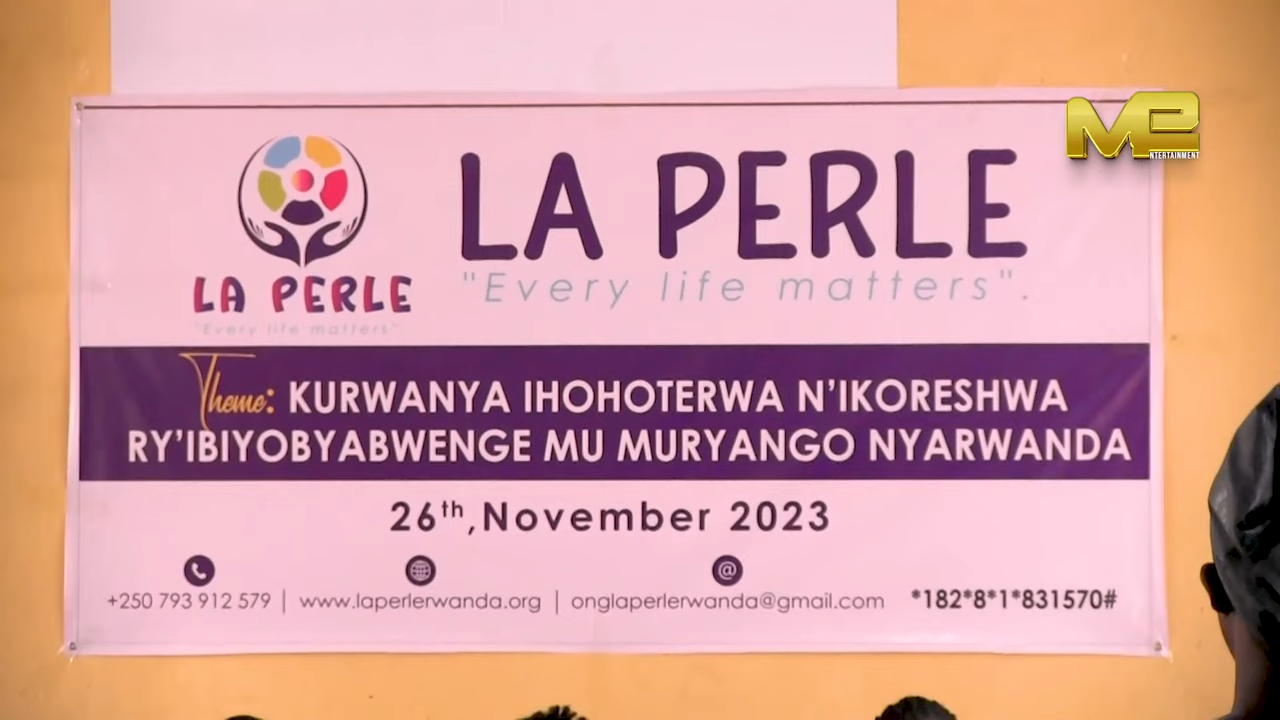 ME
NTERTAINMENT
LA PERLE
"Every life matters".
LA PERLE
"Every life matters"
Theme: KURWANYA IHOHOTERWA N'IKORESHWA
RY'IBIYOBYABWENGE MU MURYANGO NYARWANDA
26th, November 2023
+250 793 912 579 | www.laperlerwanda.org | onglaperlerwanda@gmail.com *182*8*1*831570#